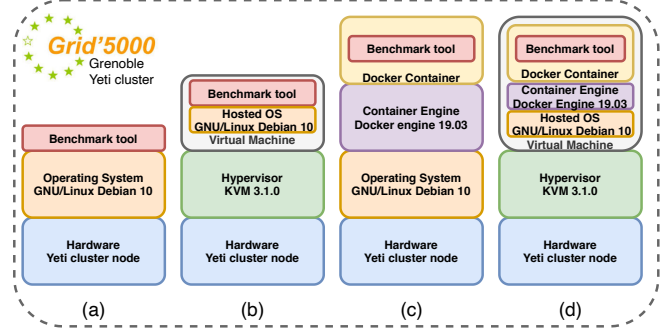 Grid'5000
Grenoble
Yeti cluster
Benchmark tool
Operating System
GNU/Linux Debian 10
Hardware
Yeti cluster node
(a)
Benchmark tool
Hosted OS
GNU/Linux Debian 10
Virtual Machine
Hypervisor
KVM 3.1.0
Hardware
Yeti cluster node
(b)
Benchmark tool
Docker Container
Container Engine
Docker engine 19.03
Operating System
GNU/Linux Debian 10
Hardware
Yeti cluster node
(c)
Benchmark tool
Docker Container
Container Engine
Docker Engine 19.03
Hosted OS
GNU/Linux Debian 10
Virtual Machine
Hypervisor
KVM 3.1.0
Hardware
Yeti cluster node
(d)